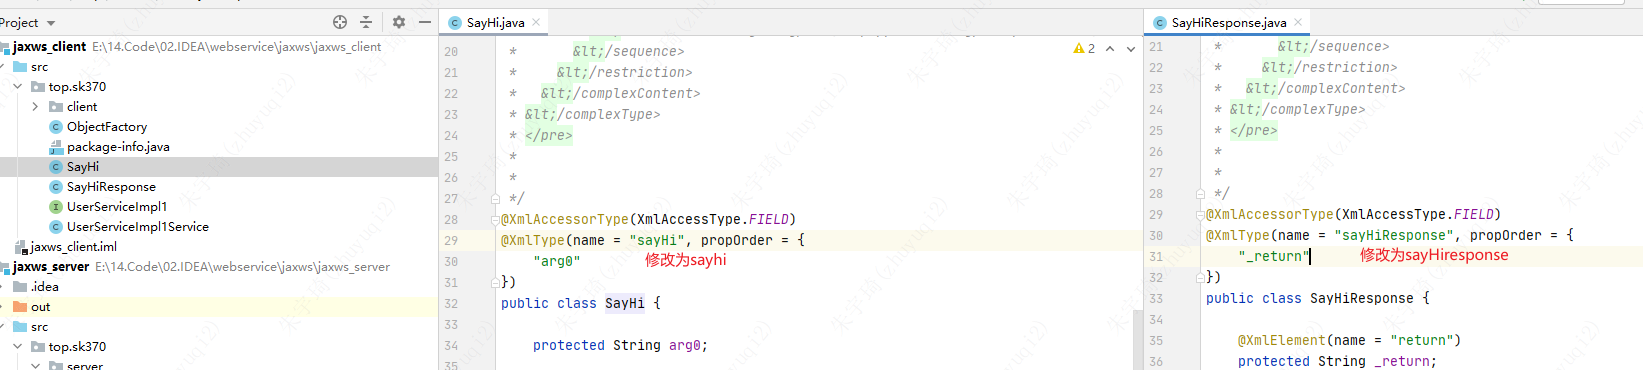 Project
jaxws_client E:\14.Code\02.IDEA\webservice\jaxws\jaxws_client
src
top.sk370
client
ObjectFactory
package-info.java
SayHi
SayHiResponse
UserServiceImpl1
UserServiceImpl1Service
jaxws_client.iml
jaxws_server E:\14.Code\02.IDEA\webservice\jaxws\jaxws_server
.idea
out
src
top.sk370
server
SayHi.java
2
20 * &lt;/sequence>
21 * &lt;/restriction>
22 * &lt;/complexContent>
23 * &lt;/complexType>
24 * </pre>
25 *
26 *
27 */
28 @XmlAccessorType(XmlAccessType.FIELD)
29 @XmlType(name = "sayHi", propOrder = {
30 "arg0" 修改为sayhi
31 })
32 public class SayHi {
33
34 protected String arg0;
35
SayHiResponse.java
21 * &lt;/sequence>
22 * &lt;/restriction>
23 * &lt;/complexContent>
24 * &lt;/complexType>
25 * </pre>
26 *
27 *
28 */
29 @XmlAccessorType(XmlAccessType.FIELD)
30 @XmlType(name = "sayHiResponse", propOrder = {
31 "_return" 修改为sayHiresponse
32 })
33 public class SayHiResponse {
34
35 @XmlElement(name = "return")
36 protected String _return;
朱宇琦(zhuyuqi2)